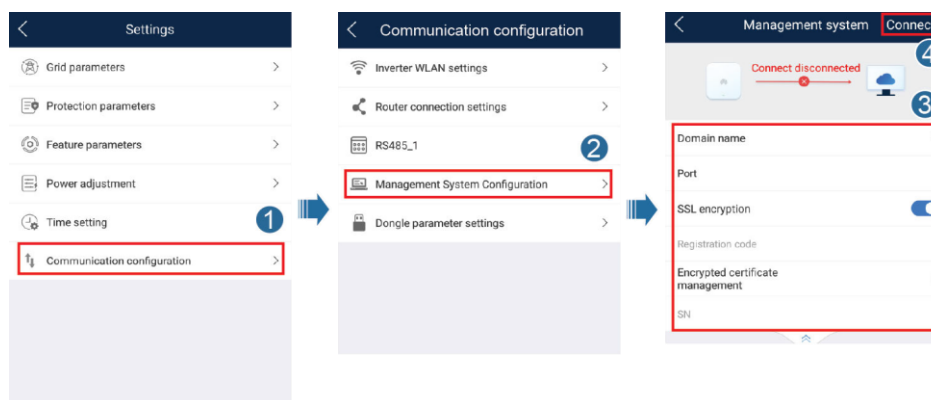 Settings
Grid parameters
Protection parameters
Feature parameters
Power adjustment
Time setting
1
Communication configuration
Communication configuration
Inverter WLAN settings
Router connection settings
RS485_1
2
Management System Configuration
Dongle parameter settings
Management system
Connec
4
Connect disconnected
3
Domain name
Port
SSL encryption
Registration code
Encrypted certificate
management
SN